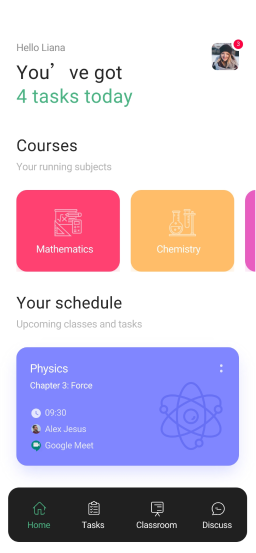 Hello Liana
5
You’ve got
4 tasks today
Courses
Your running subjects
Mathematics
Chemistry
Your schedule
Upcoming classes and tasks
Physics
Chapter 3: Force
09:30
Alex Jesus
Google Meet
Home
Tasks
Classroom
Discuss